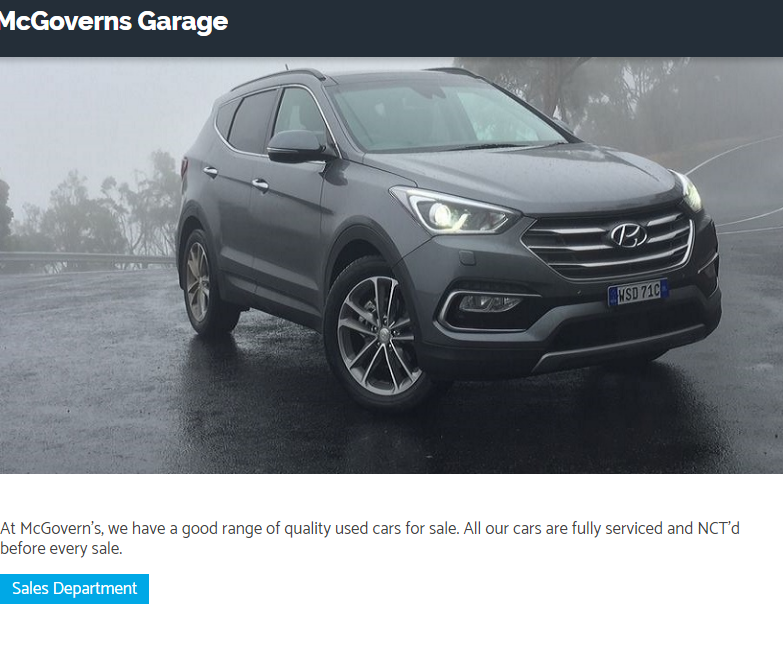 McGoverns Garage
WSD 71C
At McGovern's, we have a good range of quality used cars for sale. All our cars are fully serviced and NCT'd
before every sale.
Sales Department